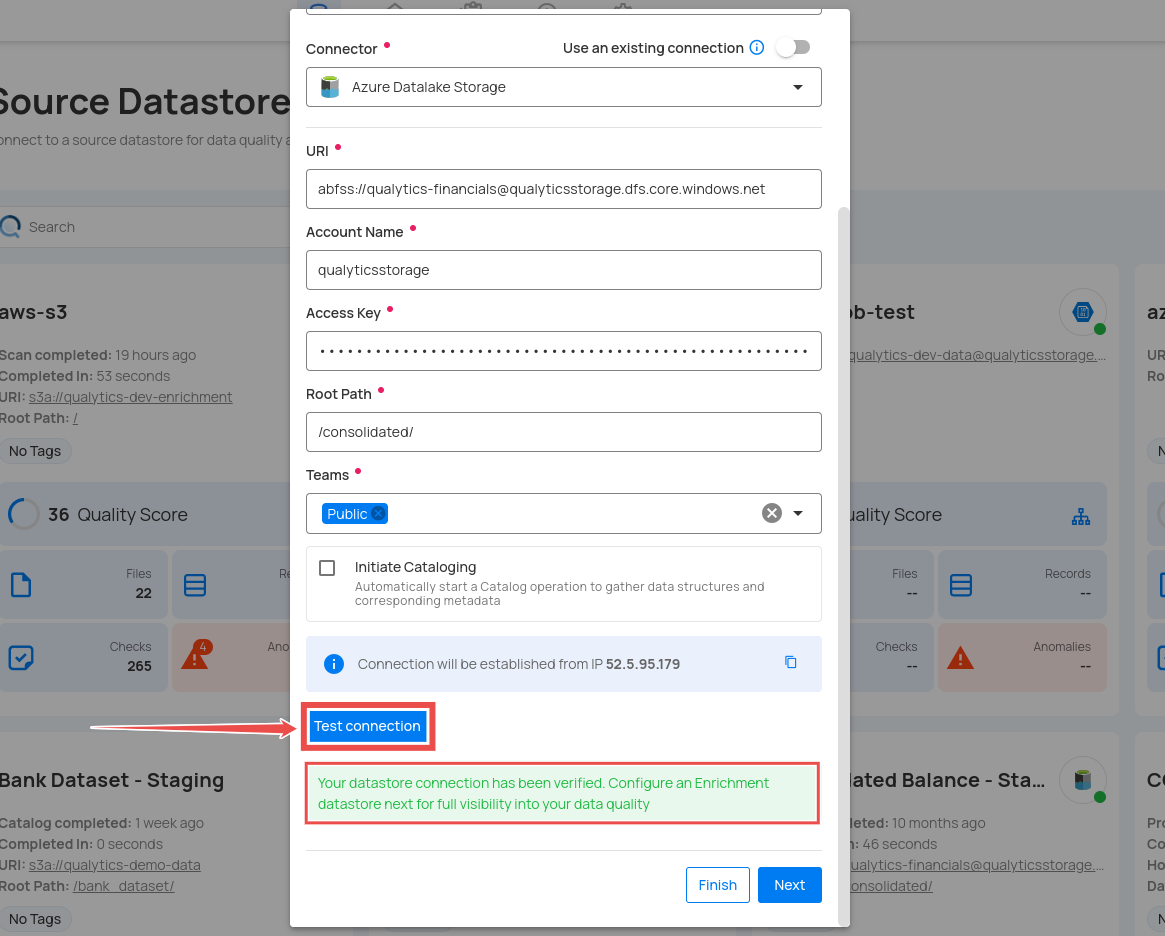 Connector
Use an existing connection
Azure Datalake Storage
URI
abfss://qualytics-financials@qualyticsstorage.dfs.core.windows.net
Account Name
qualyticsstorage
Access Key
••••••••••••••••••••••••••••••••••••••••••••••••••••
Root Path
/consolidated/
Teams
Public
Initiate Cataloging
Automatically start a Catalog operation to gather data structures and
corresponding metadata
Connection will be established from IP 52.5.95.179
Test connection
Your datastore connection has been verified. Configure an Enrichment
datastore next for full visibility into your data quality
Finish
Next
Source Datastore
onnect to a source datastore for data quality a
Search
aws-s3
Scan completed: 19 hours ago
Completed In: 53 seconds
URI: s3a://qualytics-dev-enrichment
Root Path: /
No Tags
36 Quality Score
Files
22
Re
Checks
265
4
Ano
ob-test
qualytics-dev-data@qualyticsstorage....
uality Score
Files
--
Records
--
Checks
--
Anomalies
--
az
UR
Ro
N
Bank Dataset - Staging
Catalog completed: 1 week ago
Completed In: 0 seconds
URI: s3a://qualytics-demo-data
Root Path: /bank_dataset/
No Tags
lated Balance - Sta...
leted: 10 months ago
n: 46 seconds
ualytics-financials@qualyticsstorage....
onsolidated/
CO
Pro
Co
Ho
Da
N